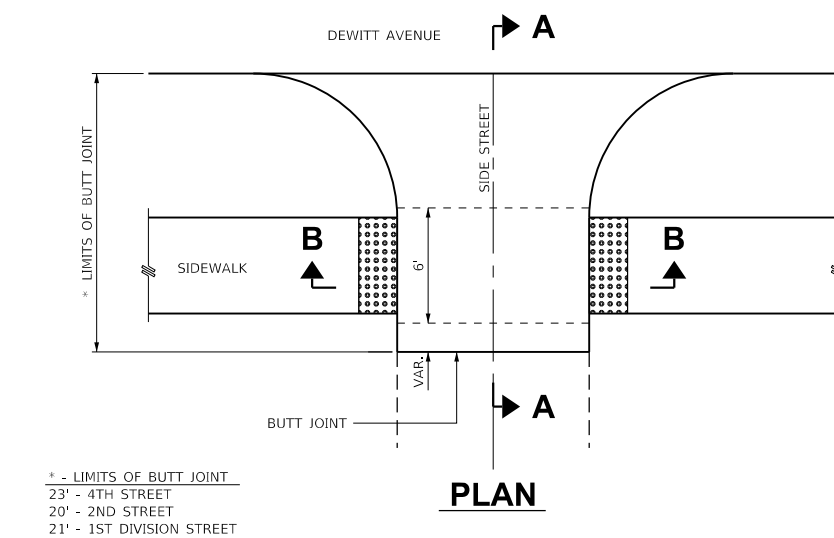 DEWITT AVENUE
A
SIDE STREET
* LIMITS OF BUTT JOINT
B
B
SIDEWALK
6'
VAR.
A
BUTT JOINT
PLAN
* - LIMITS OF BUTT JOINT
23' - 4TH STREET
20' - 2ND STREET
21' - 1ST DIVISION STREET